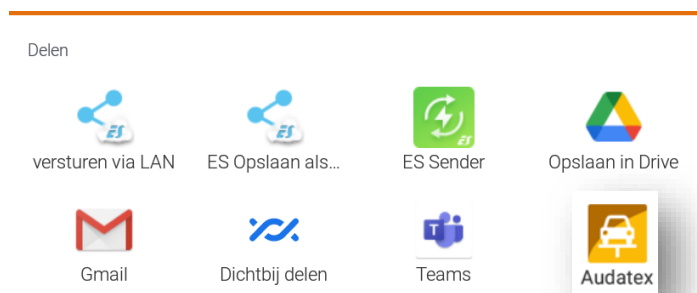 Delen
versturen via LAN
ES Opslaan als...
ES Sender
Opslaan in Drive
Gmail
Dichtbij delen
Teams
Audatex